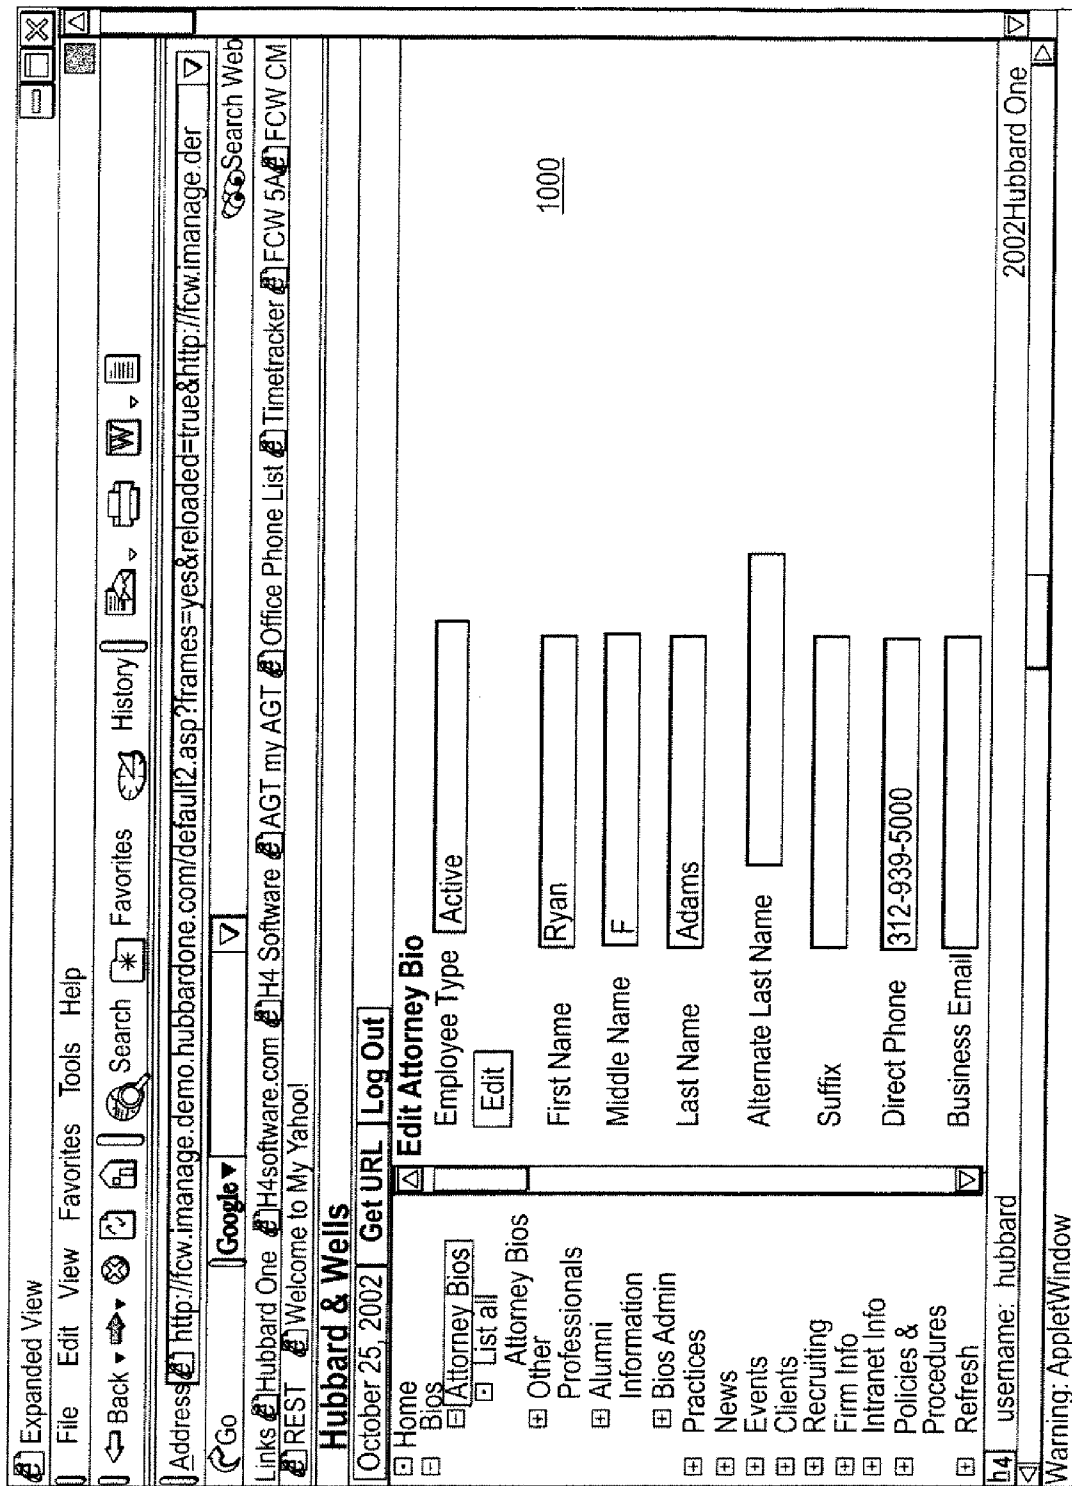 Expanded View
File Edit View Favorites Tools Help
Back Search Favorites History W
Address http://fcw.imanage.demo.hubbardone.com/default2.asp?frames=yes&reloaded=true&http://fcw.imanage.der
Go Google Search Web
Links Hubbard One H4software.com H4 Software AGT my AGT Office Phone List Timetracker FCW 5A FCW CM
REST Welcome to My Yahoo!
Hubbard & Wells
October 25, 2002 Get URL Log Out
Home
Bios
Attorney Bios
List all
Attorney Bios
Other
Professionals
Alumni
Information
Bios Admin
Practices
News
Events
Clients
Recruiting
Firm Info
Intranet Info
Policies &
Procedures
Refresh
Edit Attorney Bio
Employee Type Active
Edit
First Name Ryan
Middle Name F
Last Name Adams
Alternate Last Name
Suffix
Direct Phone 312-939-5000
Business Email
1000
h4 username: hubbard 2002Hubbard One
Warning: AppletWindow